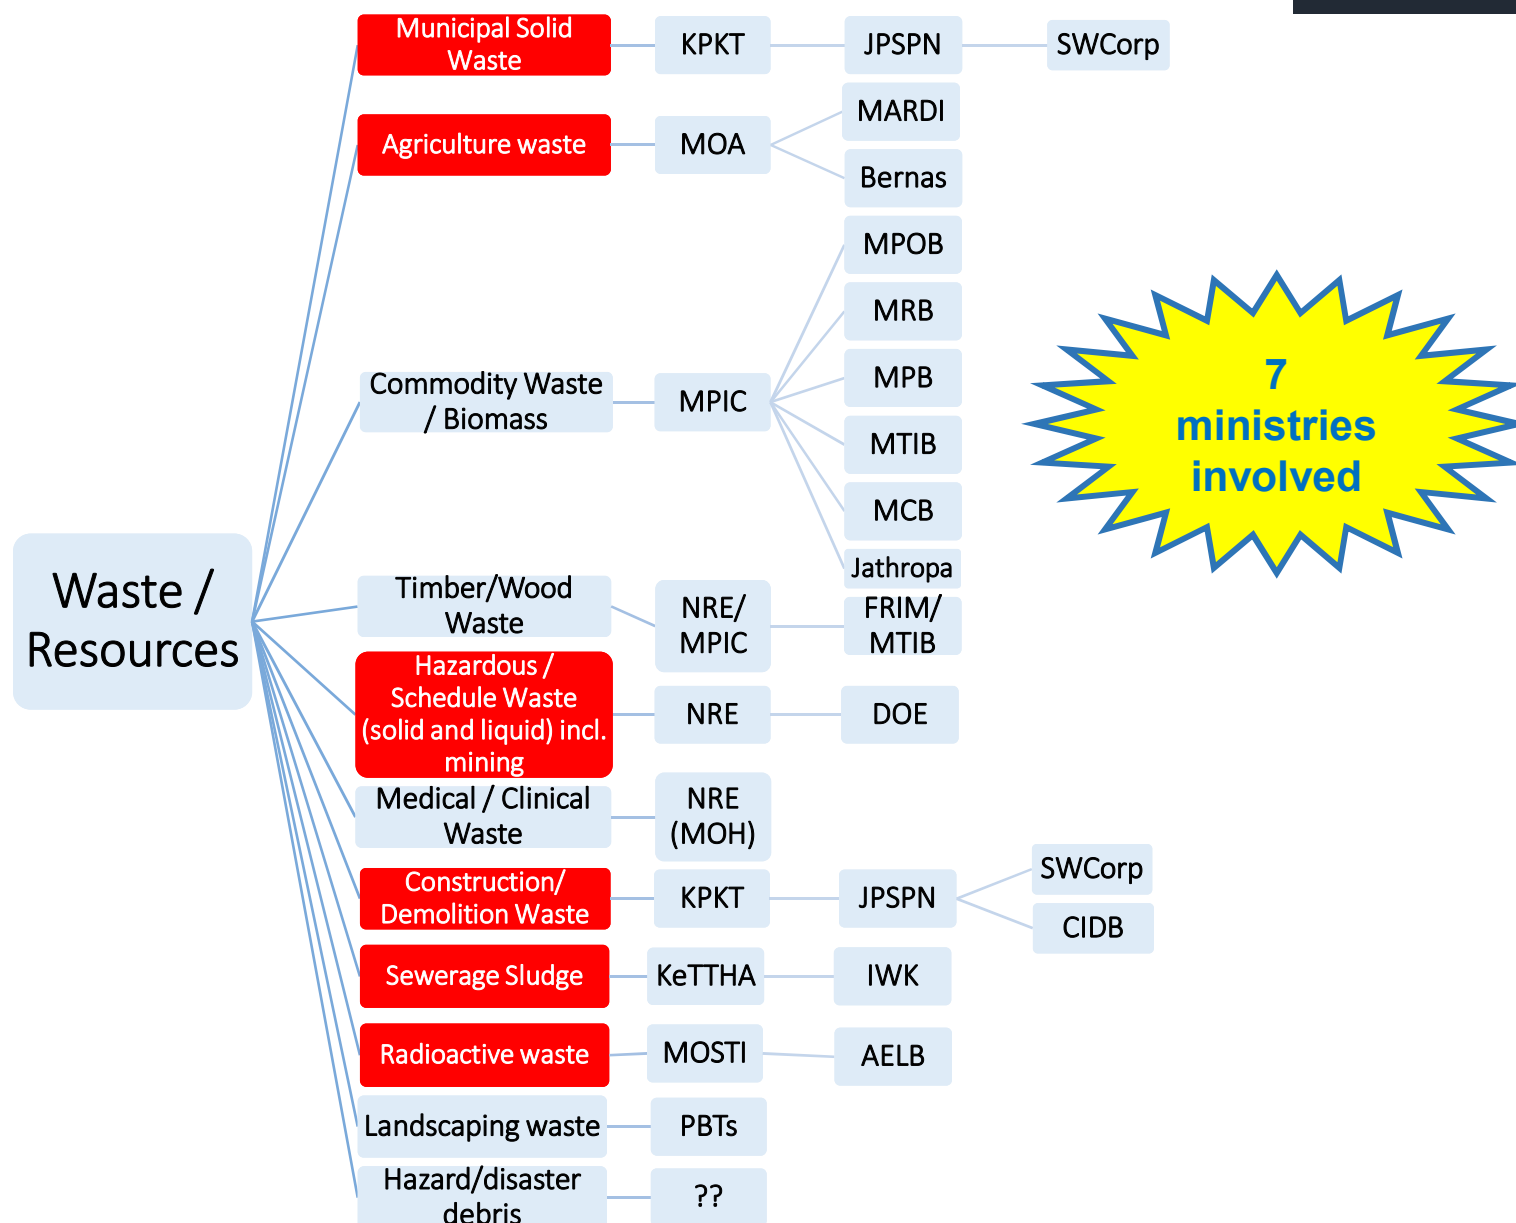 Waste /
Resources
Municipal Solid
Waste
KPKT
JPSPN
SWCorp
Agriculture waste
MOA
MARDI
Bernas
Commodity Waste
/ Biomass
MPIC
MPOB
MRB
MPB
MTIB
MCB
Jathropa
Timber/Wood
Waste
NRE/
MPIC
FRIM/
MTIB
Hazardous /
Schedule Waste
(solid and liquid) incl.
mining
NRE
DOE
Medical / Clinical
Waste
NRE
(MOH)
Construction/
Demolition Waste
KPKT
JPSPN
SWCorp
CIDB
Sewerage Sludge
KeTTHA
IWK
Radioactive waste
MOSTI
AELB
Landscaping waste
PBTs
Hazard/disaster
debris
??
7
ministries
involved